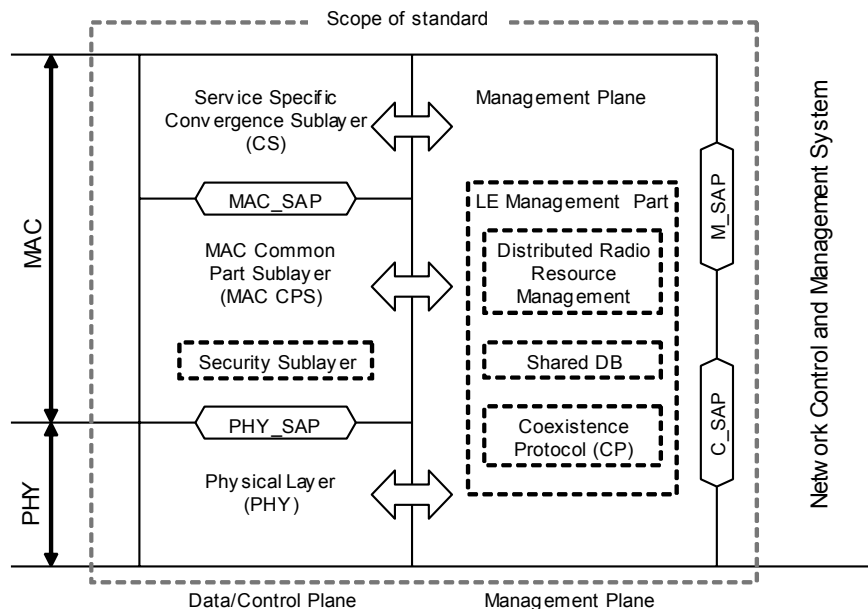 Scope of standard
Service Specific
Convergence Sublayer
(CS)
Management Plane
MAC_SAP
LE Management Part
M_SAP
MAC
MAC Common
Part Sublayer
(MAC CPS)
Distributed Radio
Resource
Management
Network Control and Management System
Security Sublayer
Shared DB
PHY_SAP
Coexistence
Protocol (CP)
C_SAP
PHY
Physical Layer
(PHY)
Data/Control Plane
Management Plane